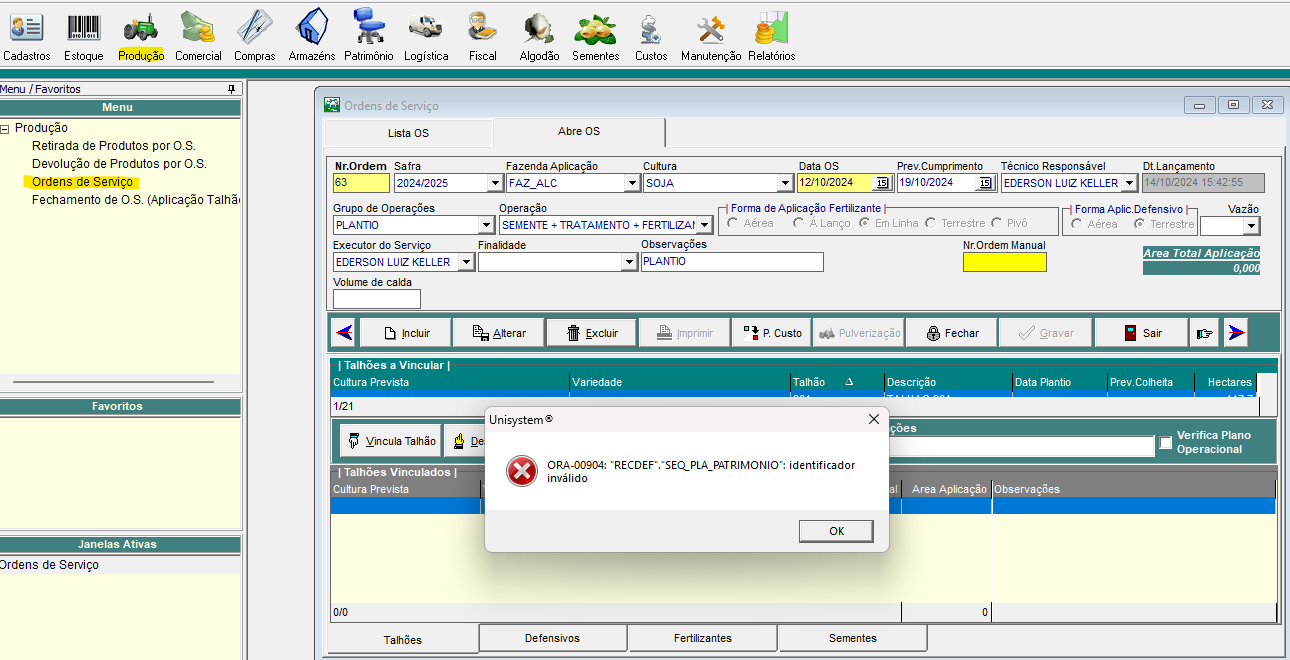 Cadastros Estoque Produção Comercial Compras Armazéns Patrimônio Logística Fiscal Algodão Sementes Custos Manutenção Relatórios
Menu / Favoritos
Menu
Produção
Retirada de Produtos por O.S.
Devolução de Produtos por O.S.
Ordens de Serviço
Fechamento de O.S. (Aplicação Talhã
Favoritos
Janelas Ativas
Ordens de Serviço
Ordens de Serviço
Lista OS Abre OS
Nr.Ordem Safra Fazenda Aplicação Cultura Data OS Prev.Cumprimento Técnico Responsável Dt.Lançamento
63 2024/2025 FAZ_ALC SOJA 12/10/2024 15 19/10/2024 15 EDERSON LUIZ KELLER 14/10/2024 15:42:55
Grupo de Operações Operação | Forma de Aplicação Fertilizante | | Forma Aplic.Defensivo | Vazão
PLANTIO SEMENTE + TRATAMENTO + FERTILIZAN Aérea À Lanço Em Linha Terrestre Pivô Aérea Terrestre
Executor do Serviço Finalidade Observações Nr.Ordem Manual Area Total Aplicação
EDERSON LUIZ KELLER PLANTIO 0,000
Volume de calda
Incluir Alterar Excluir Imprimir P. Custo Pulverização Fechar Gravar Sair
| Talhões a Vincular |
Cultura Prevista Variedade Talhão Descrição Data Plantio Prev.Colheita Hectares
1/21
Vincula Talhão De ções Verifica Plano Operacional
| Talhões Vinculados |
Cultura Prevista al Area Aplicação Observações
Unisystem®
ORA-00904: "RECDEF"."SEQ_PLA_PATRIMONIO": identificador
inválido
OK
0/0 0
Talhões Defensivos Fertilizantes Sementes